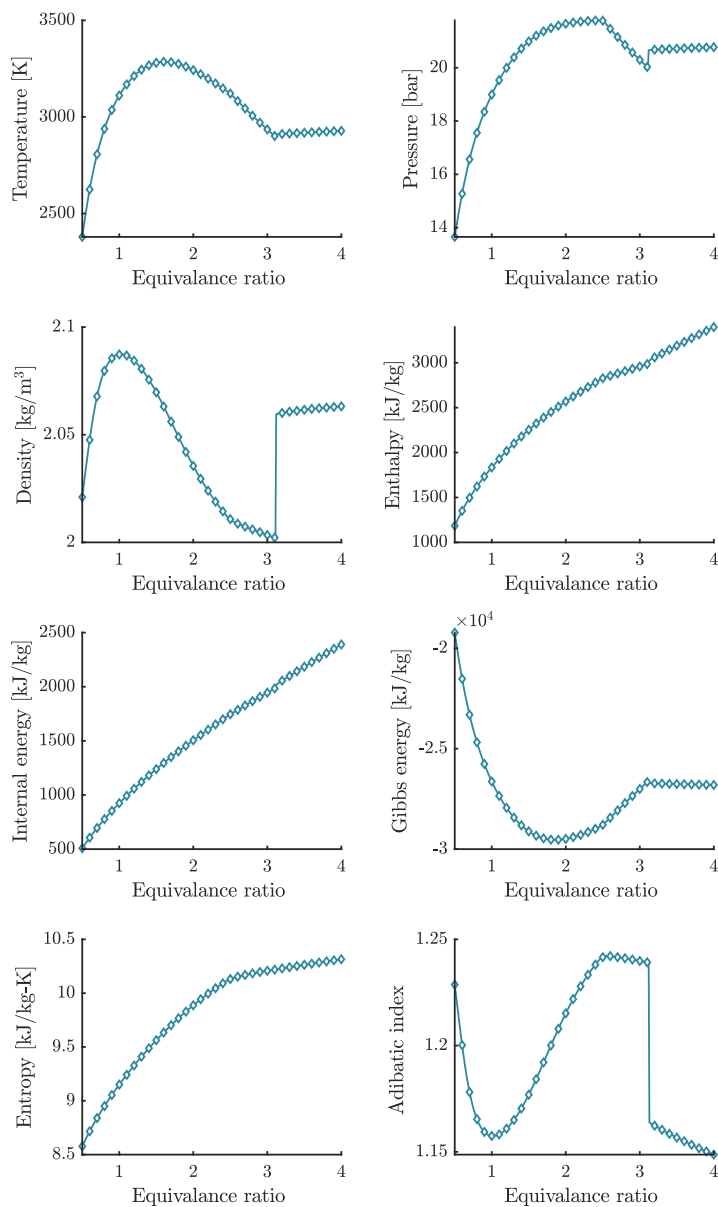 3500
3000
2500
Temperature [K]
1 2 3 4
Equivalance ratio
20
18
16
14
Pressure [bar]
1 2 3 4
Equivalance ratio
2.1
2.05
2
Density [kg/m³]
1 2 3 4
Equivalance ratio
3000
2500
2000
1500
1000
Enthalpy [kJ/kg]
1 2 3 4
Equivalance ratio
2500
2000
1500
1000
500
Internal energy [kJ/kg]
1 2 3 4
Equivalance ratio
×10⁴
-2
-2.5
-3
Gibbs energy [kJ/kg]
1 2 3 4
Equivalance ratio
10.5
10
9.5
9
8.5
Entropy [kJ/kg-K]
1 2 3 4
Equivalance ratio
1.25
1.2
1.15
Adibatic index
1 2 3 4
Equivalance ratio